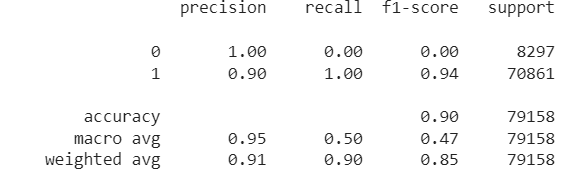 precision recall f1-score support
0 1.00 0.00 0.00 8297
1 0.90 1.00 0.94 70861
accuracy 0.90 79158
macro avg 0.95 0.50 0.47 79158
weighted avg 0.91 0.90 0.85 79158